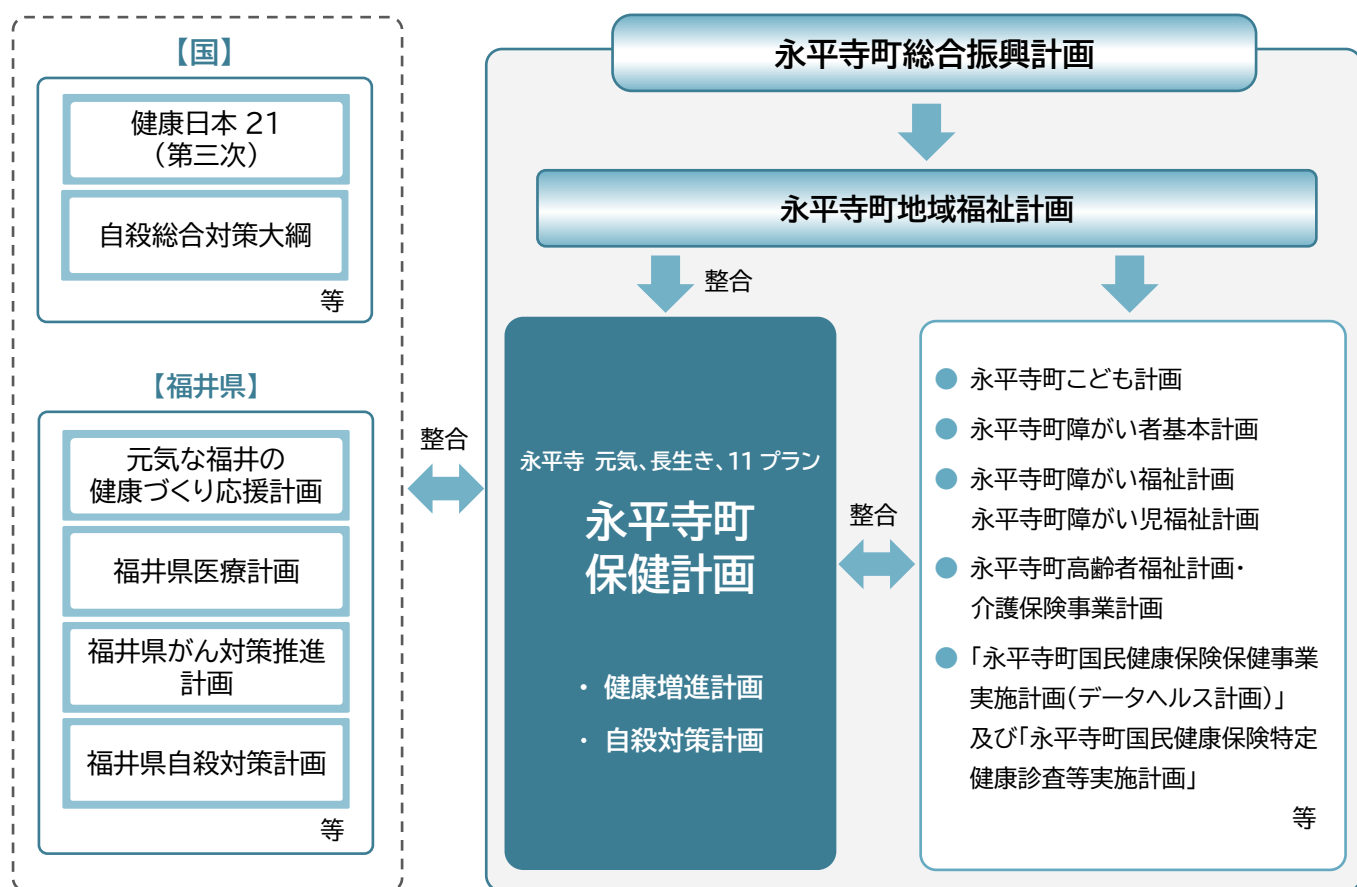 【国】
健康日本 21
（第三次）
自殺総合対策大綱
等
【福井県】
元気な福井の
健康づくり応援計画
福井県医療計画
福井県がん対策推進
計画
福井県自殺対策計画
等
整合
永平寺町総合振興計画
永平寺町地域福祉計画
整合
永平寺 元気、長生き、11 プラン
永平寺町
保健計画
・ 健康増進計画
・ 自殺対策計画
整合
● 永平寺町こども計画
● 永平寺町障がい者基本計画
● 永平寺町障がい福祉計画
永平寺町障がい児福祉計画
● 永平寺町高齢者福祉計画・
介護保険事業計画
● 「永平寺町国民健康保険保健事業
実施計画（データヘルス計画）」
及び「永平寺町国民健康保険特定
健康診査等実施計画」
等